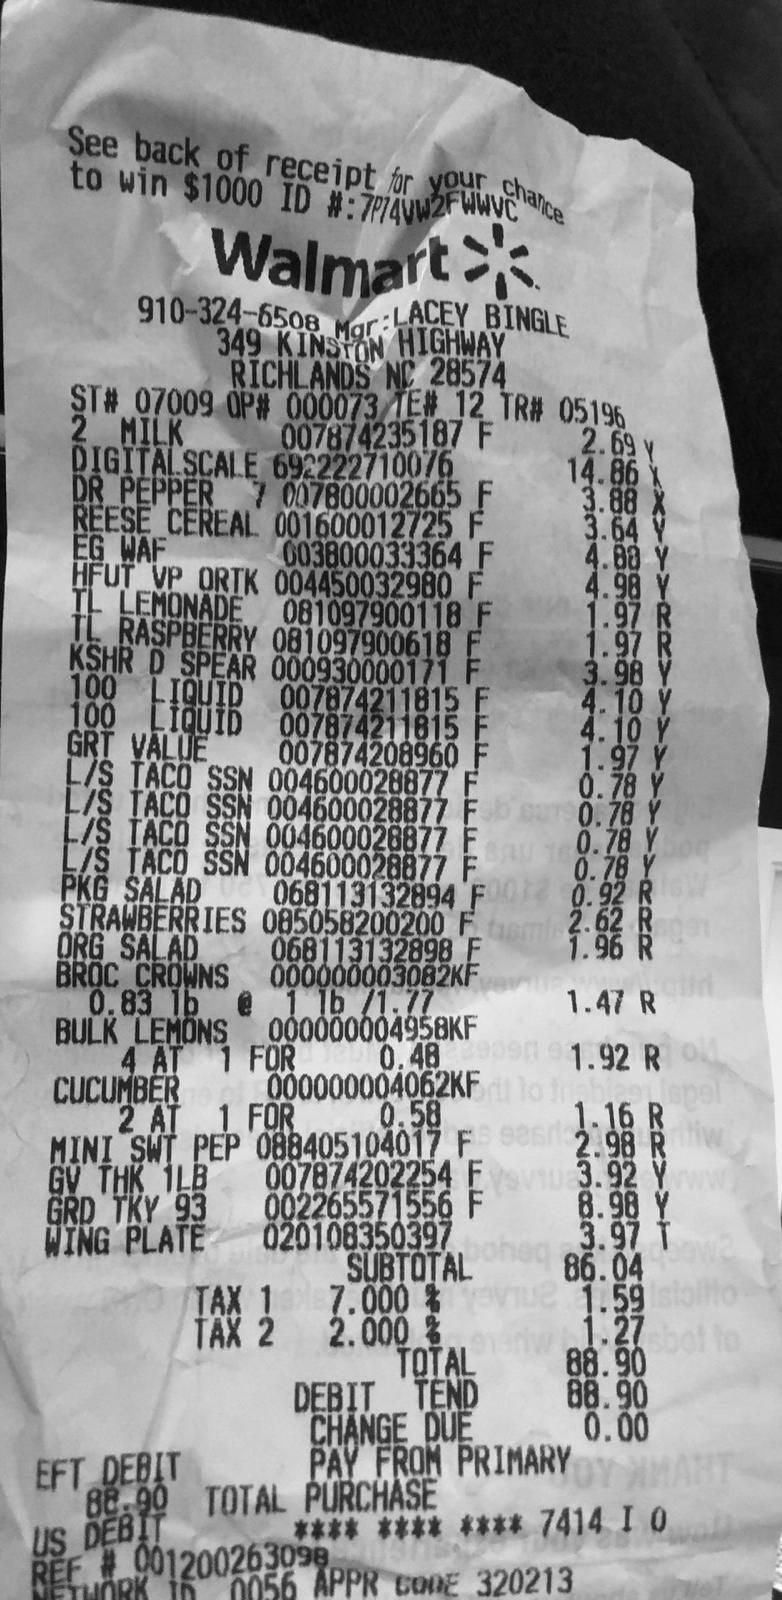 See back of receipt for your chance
to win $1000 ID #:7P74VW2FWWVC
Walmart
910-324-6508 Mgr:LACEY BINGLE
349 KINSTON HIGHWAY
RICHLANDS NC 28574
ST# 07009 OP# 000073 TE# 12 TR# 05196
2 MILK 007874235187 F 2.69 Y
DIGITALSCALE 692222710076 14.86 X
DR PEPPER 7 007800002665 F 3.88 X
REESE CEREAL 001600012725 F 3.64 Y
EG WAF 003800033364 F 4.88 Y
HFUT VP ORTK 004450032980 F 4.98 Y
TL LEMONADE 081097900118 F 1.97 R
TL RASPBERRY 081097900618 F 1.97 R
KSHR D SPEAR 000930000171 F 3.98 Y
100 LIQUID 007874211815 F 4.10 Y
100 LIQUID 007874211815 F 4.10 Y
GRT VALUE 007874208960 F 1.97 Y
L/S TACO SSN 004600028877 F 0.78 Y
L/S TACO SSN 004600028877 F 0.78 Y
L/S TACO SSN 004600028877 F 0.78 Y
L/S TACO SSN 004600028877 F 0.78 Y
PKG SALAD 068113132894 F 0.92 R
STRAWBERRIES 085058200200 F 2.62 R
ORG SALAD 068113132898 F 1.96 R
BROC CROWNS 000000003082KF
0.83 lb @ 1 lb /1.77 1.47 R
BULK LEMONS 000000004958KF
4 AT 1 FOR 0.48 1.92 R
CUCUMBER 000000004062KF
2 AT 1 FOR 0.58 1.16 R
MINI SWT PEP 088405104017 F 2.98 R
GV THK 1LB 007874202254 F 3.92 Y
GRD TKY 93 002265571556 F 8.98 Y
WING PLATE 020108350397 3.97 T
SUBTOTAL 86.04
TAX 1 7.000 % 1.59
TAX 2 2.000 % 1.27
TOTAL 88.90
DEBIT TEND 88.90
CHANGE DUE 0.00
EFT DEBIT PAY FROM PRIMARY
88.90 TOTAL PURCHASE
US DEBIT **** **** **** 7414 I 0
REF # 001200263098
NETWORK ID 0056 APPR CODE 320213